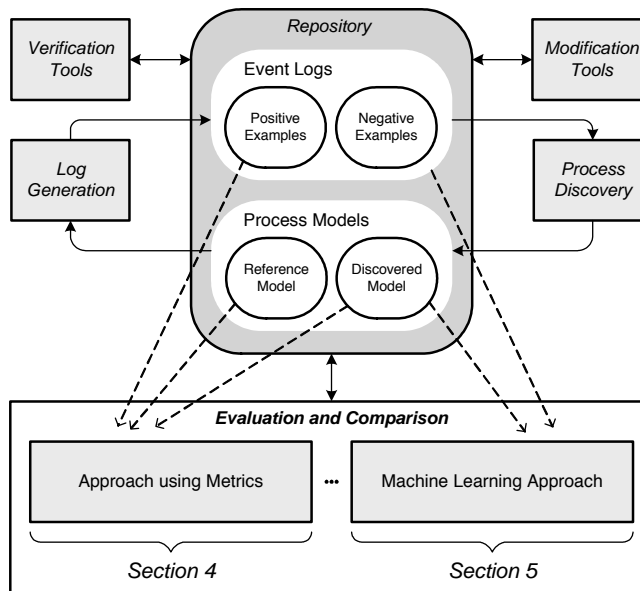 Repository
Verification
Tools
Modification
Tools
Event Logs
Positive
Examples
Negative
Examples
Log
Generation
Process
Discovery
Process Models
Reference
Model
Discovered
Model
Evaluation and Comparison
Approach using Metrics
...
Machine Learning Approach
Section 4
Section 5